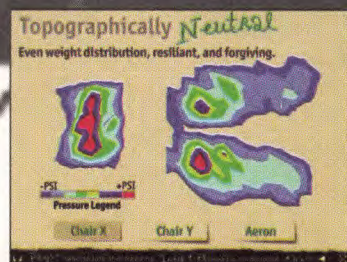 Topographically Neutral
Even weight distribution, resiliant, and forgiving.
-PSI +PSI
Pressure Legend
Chair X Chair Y Aeron